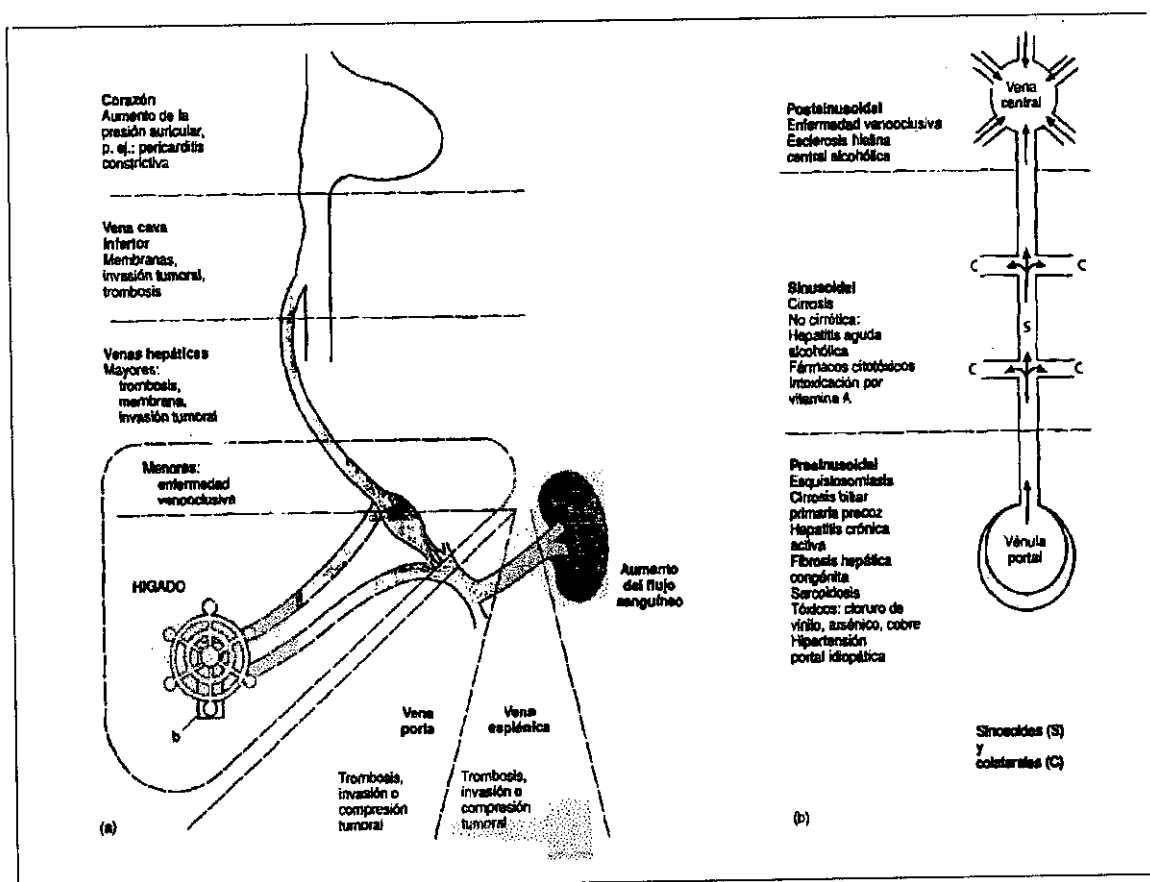 Corazón
Aumento de la
presión auricular,
p. ej.: pericarditis
constrictiva
Vena cava
Inferior
Membranas,
invasión tumoral,
trombosis
Venas hepáticas
Mayores:
trombosis,
membrana,
invasión tumoral
Menores:
enfermedad
venooclusiva
HIGADO
b
Aumento
del flujo
sanguíneo
Vena
porta
Trombosis,
invasión o
compresión
tumoral
Vena
esplénica
Trombosis,
invasión o
compresión
tumoral
(a)
Postsinusoidal
Enfermedad venooclusiva
Esclerosis hialina
central alcohólica
Sinusoidal
Cirrosis
No cirrótica:
Hepatitis aguda
alcohólica
Fármacos citotóxicos
Intoxicación por
vitamina A
Presinusoidal
Esquistosomiasis
Cirrosis biliar
primaria precoz
Hepatitis crónica
activa
Fibrosis hepática
congénita
Sarcoidosis
Tóxicos: cloruro de
vinilo, arsénico, cobre
Hipertensión
portal idiopática
Vena
central
C C
S
C C
Vénula
portal
Sinusoides (S)
y
colaterales (C)
(b)